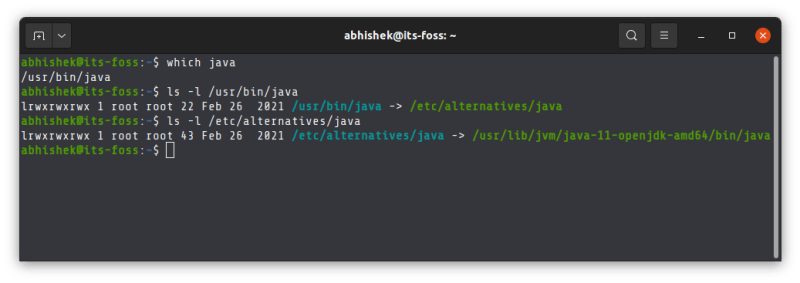 abhishek@its-foss: ~
abhishek@its-foss:~$ which java
/usr/bin/java
abhishek@its-foss:~$ ls -l /usr/bin/java
lrwxrwxrwx 1 root root 22 Feb 26  2021 /usr/bin/java -> /etc/alternatives/java
abhishek@its-foss:~$ ls -l /etc/alternatives/java
lrwxrwxrwx 1 root root 43 Feb 26  2021 /etc/alternatives/java -> /usr/lib/jvm/java-11-openjdk-amd64/bin/java
abhishek@its-foss:~$